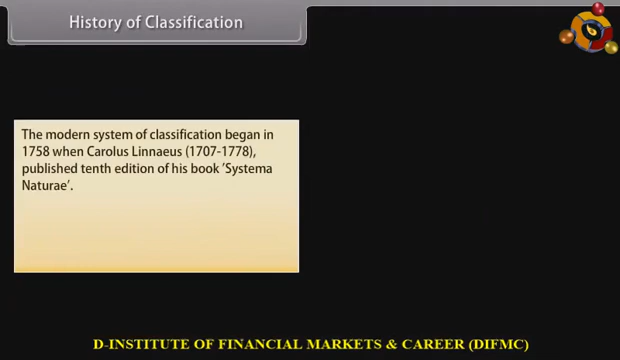 History of Classification
The modern system of classification began in
1758 when Carolus Linnaeus (1707-1778),
published tenth edition of his book ‘Systema
Naturae’.
D-INSTITUTE OF FINANCIAL MARKETS & CAREER (DIFMC)